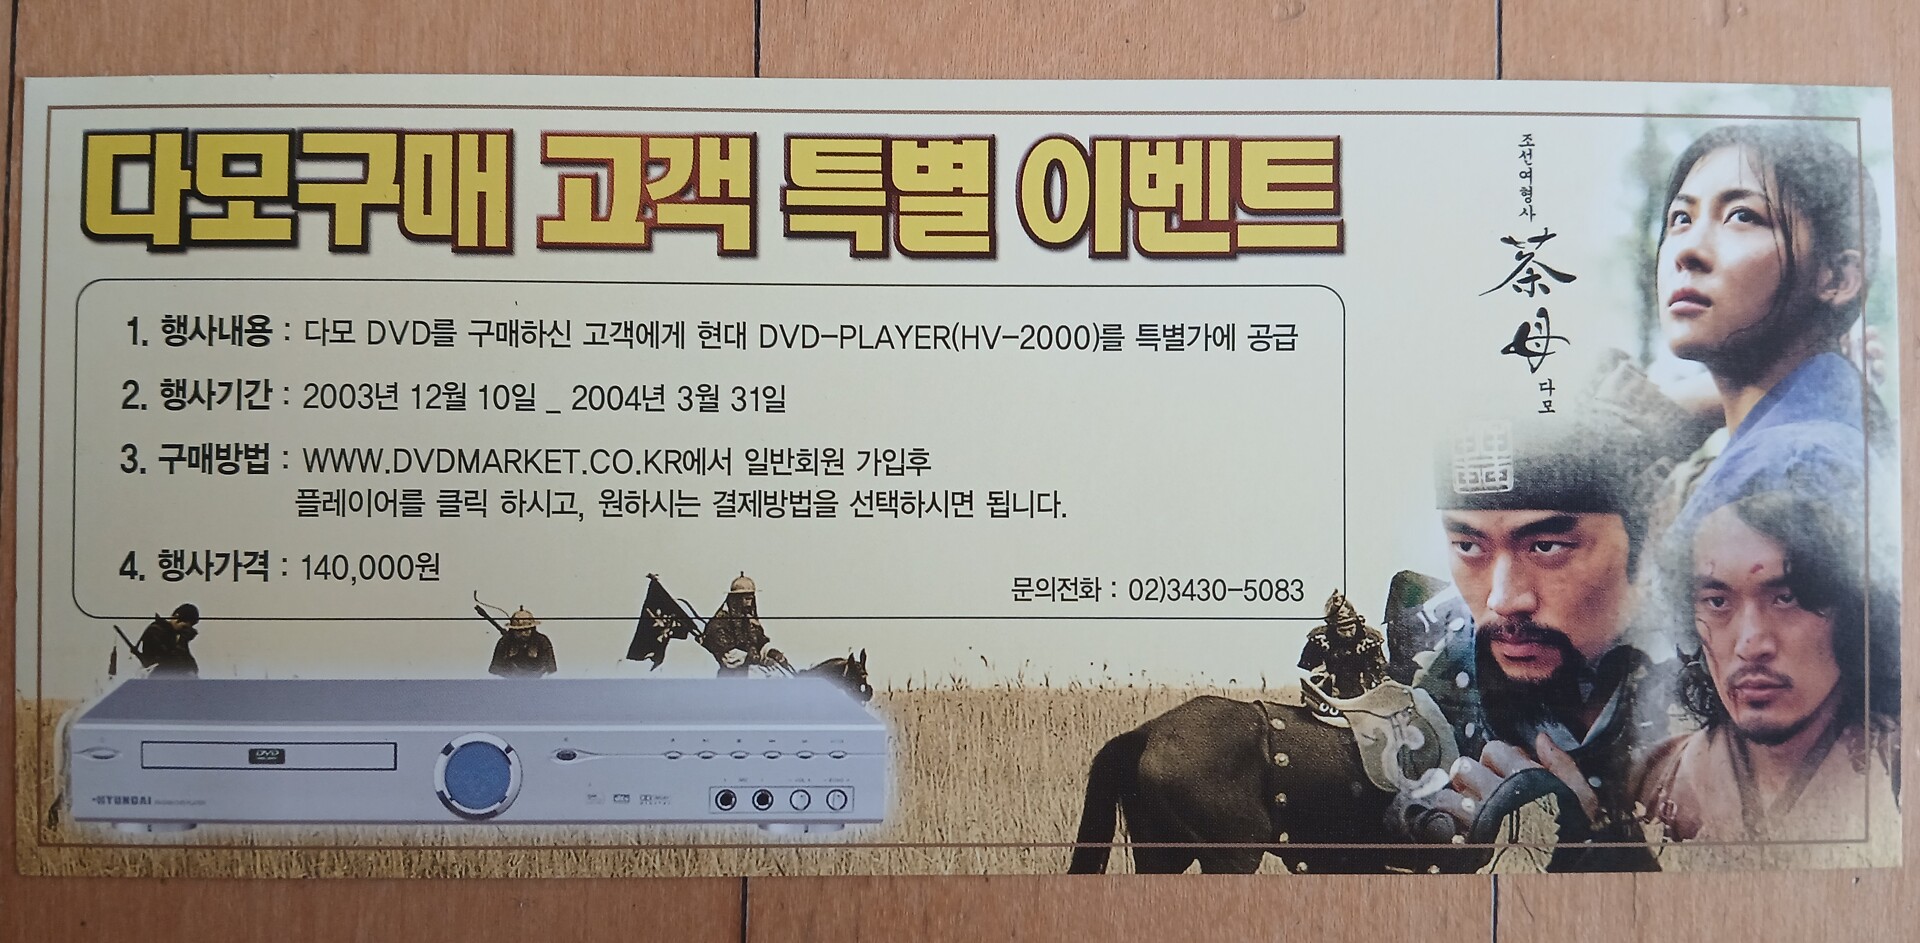 다모구매 고객 특별 이벤트
조선여형사
茶母
다모
1. 행사내용 : 다모 DVD를 구매하신 고객에게 현대 DVD-PLAYER(HV-2000)를 특별가에 공급
2. 행사기간 : 2003년 12월 10일 _ 2004년 3월 31일
3. 구매방법 : WWW.DVDMARKET.CO.KR에서 일반회원 가입후
플레이어를 클릭 하시고, 원하시는 결제방법을 선택하시면 됩니다.
4. 행사가격 : 140,000원
문의전화 : 02)3430-5083
DVD
HYUNDAI